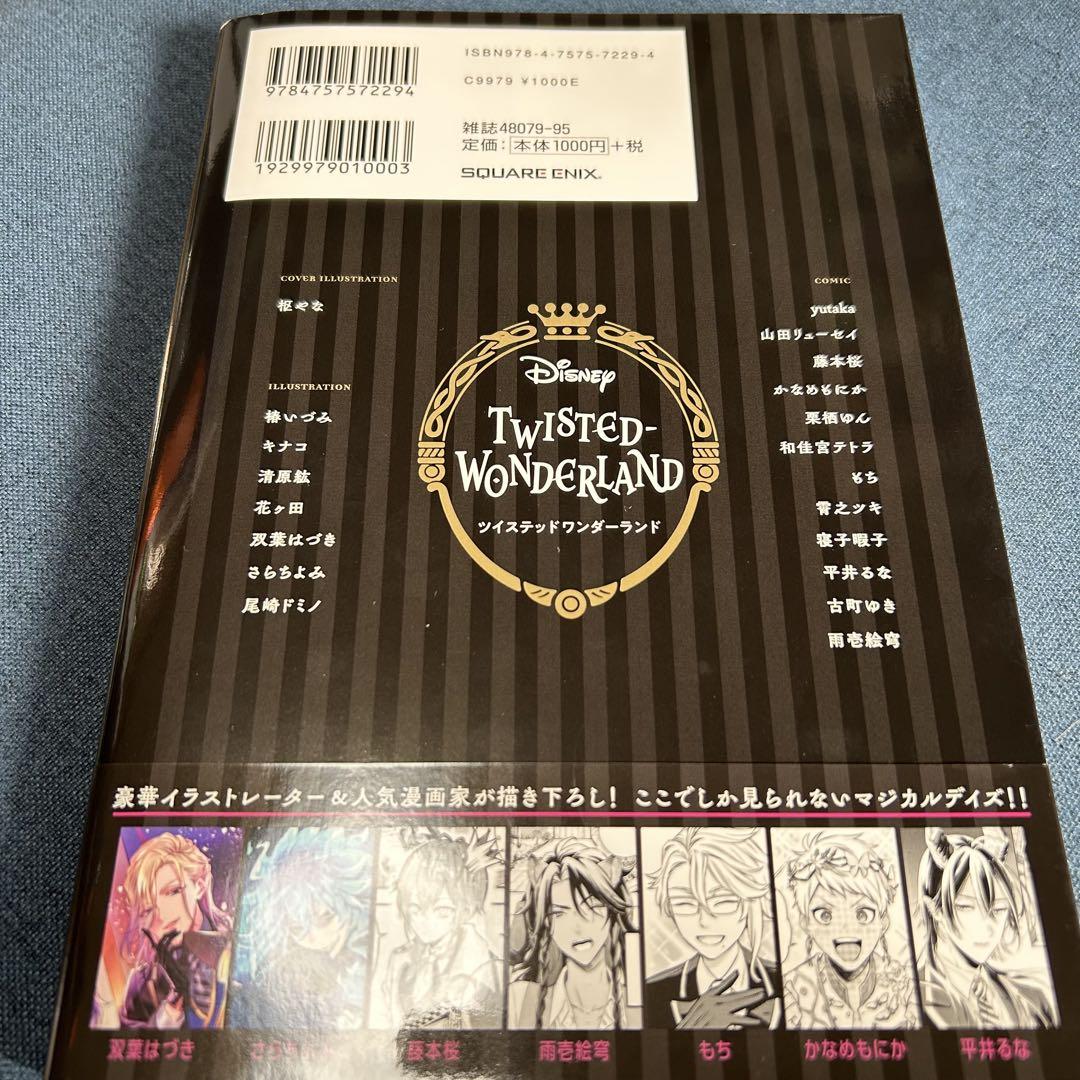 ISBN978-4-7575-7229-4
9784757572294
C9979 ¥1000E
雑誌48079-95
定価：本体1000円＋税
1929979010003
SQUARE ENIX®
COVER ILLUSTRATION
枢やな
ILLUSTRATION
椿いづみ
キナコ
清原紘
花ヶ田
双葉はづき
さらちよみ
尾崎ドミノ
Disney
TWISTED-
WONDERLAND
ツイステッドワンダーランド
COMIC
yutaka
山田リューセイ
藤本桜
かなめもにか
栗栖ゆん
和佳宮テトラ
もち
霄之ツキ
寝子暇子
平井るな
古町ゆき
雨壱絵穹
豪華イラストレーター＆人気漫画家が描き下ろし！ ここでしか見られないマジカルデイズ!!
双葉はづき
さらちよみ
藤本桜
雨壱絵穹
もち
かなめもにか
平井るな